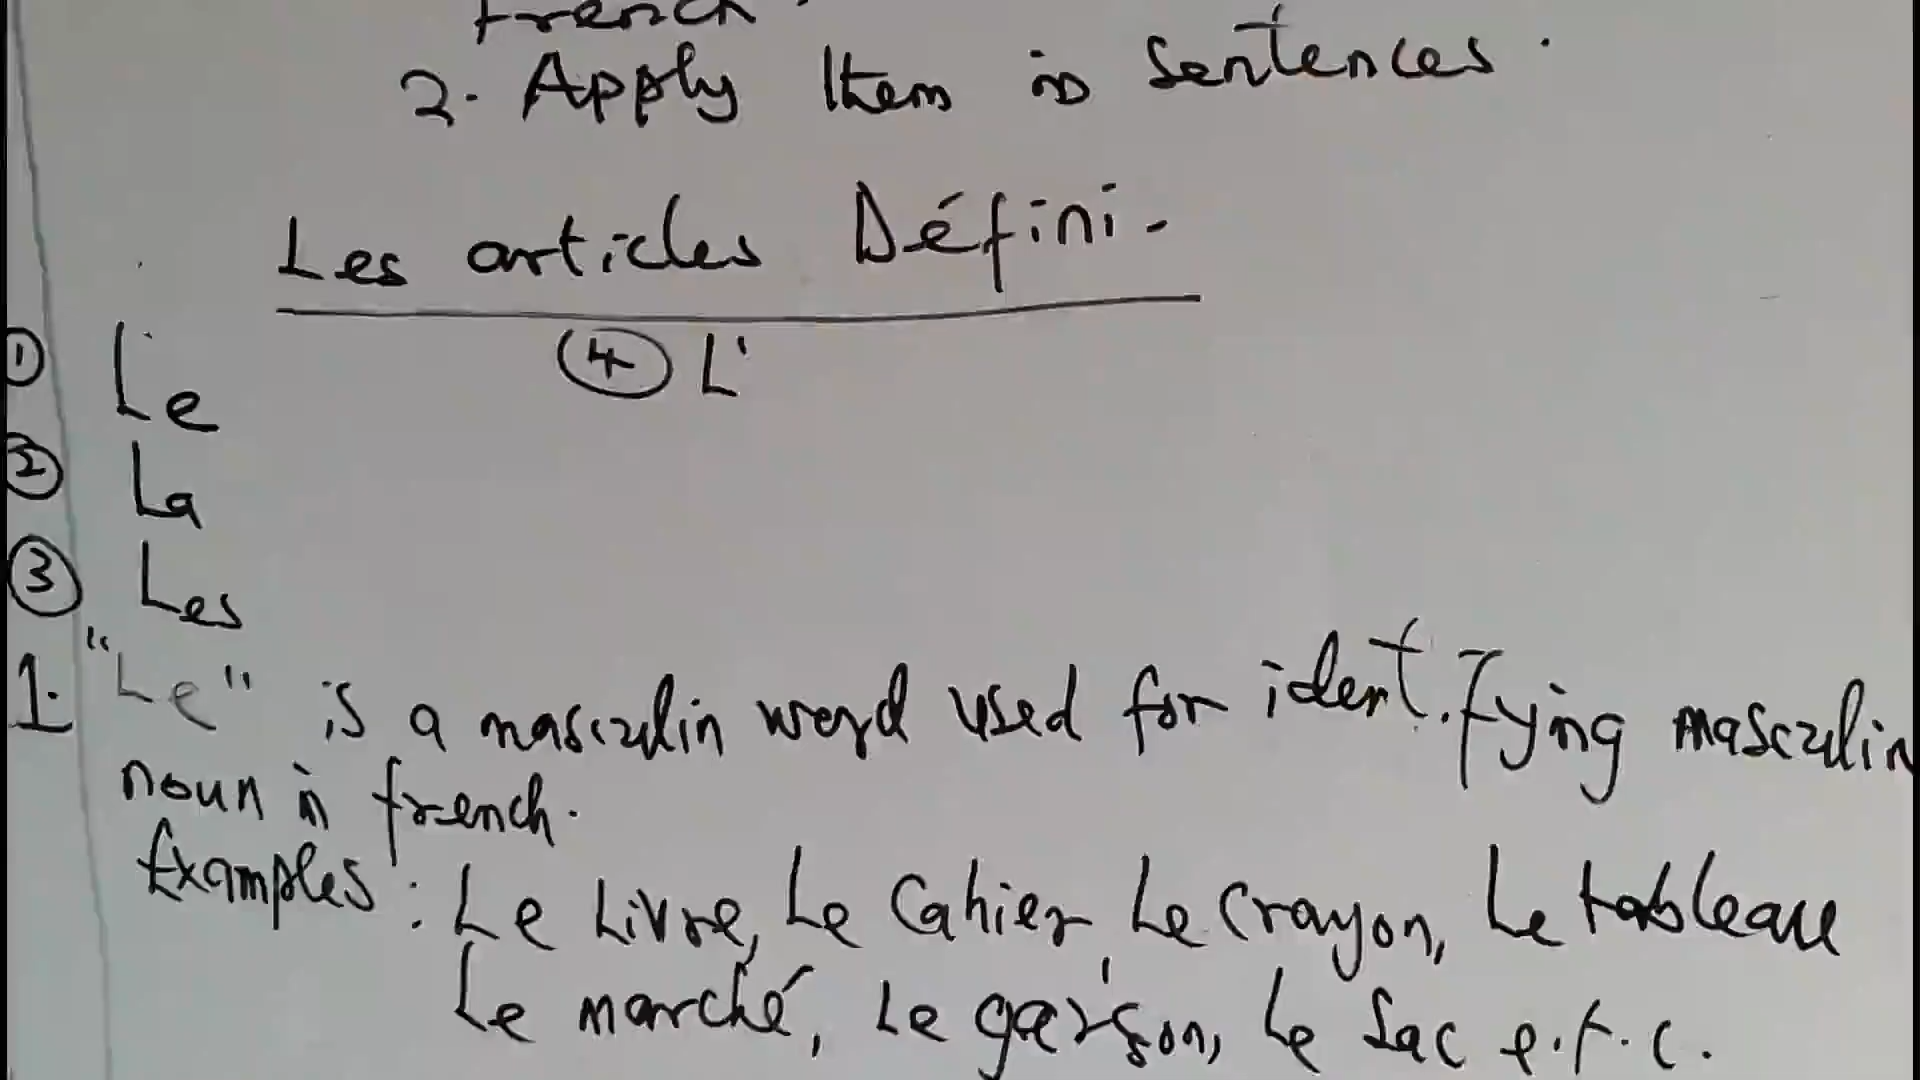 french.
2. Apply them in sentences.
Les articles Défini-
① Le
④ L'
② La
③ Les
1. "Le" is a masculin word used for identifying masculin
noun in french.
Examples: Le Livre, Le Cahier, Le Crayon, Le tableau
Le marché, Le garşon, Le Sac e.t.c.